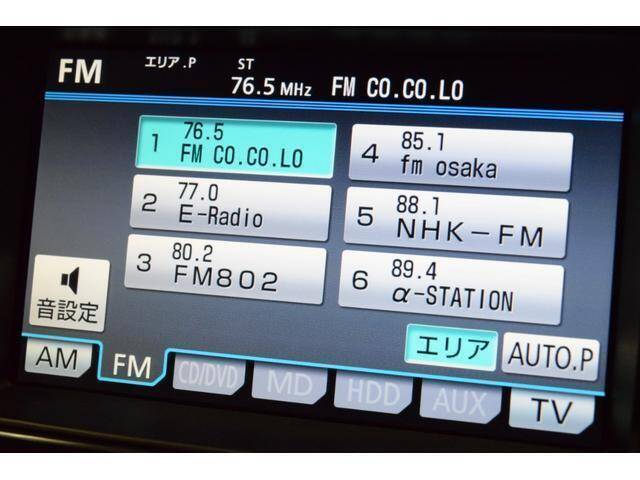 FM エリア.P ST 76.5 MHz FM CO.CO.LO
1 76.5 FM CO.CO.LO
2 77.0 E-Radio
3 80.2 FM802
4 85.1 fm osaka
5 88.1 NHK-FM
6 89.4 α-STATION
音設定
エリア AUTO.P
AM FM CD/DVD MD HDD AUX TV